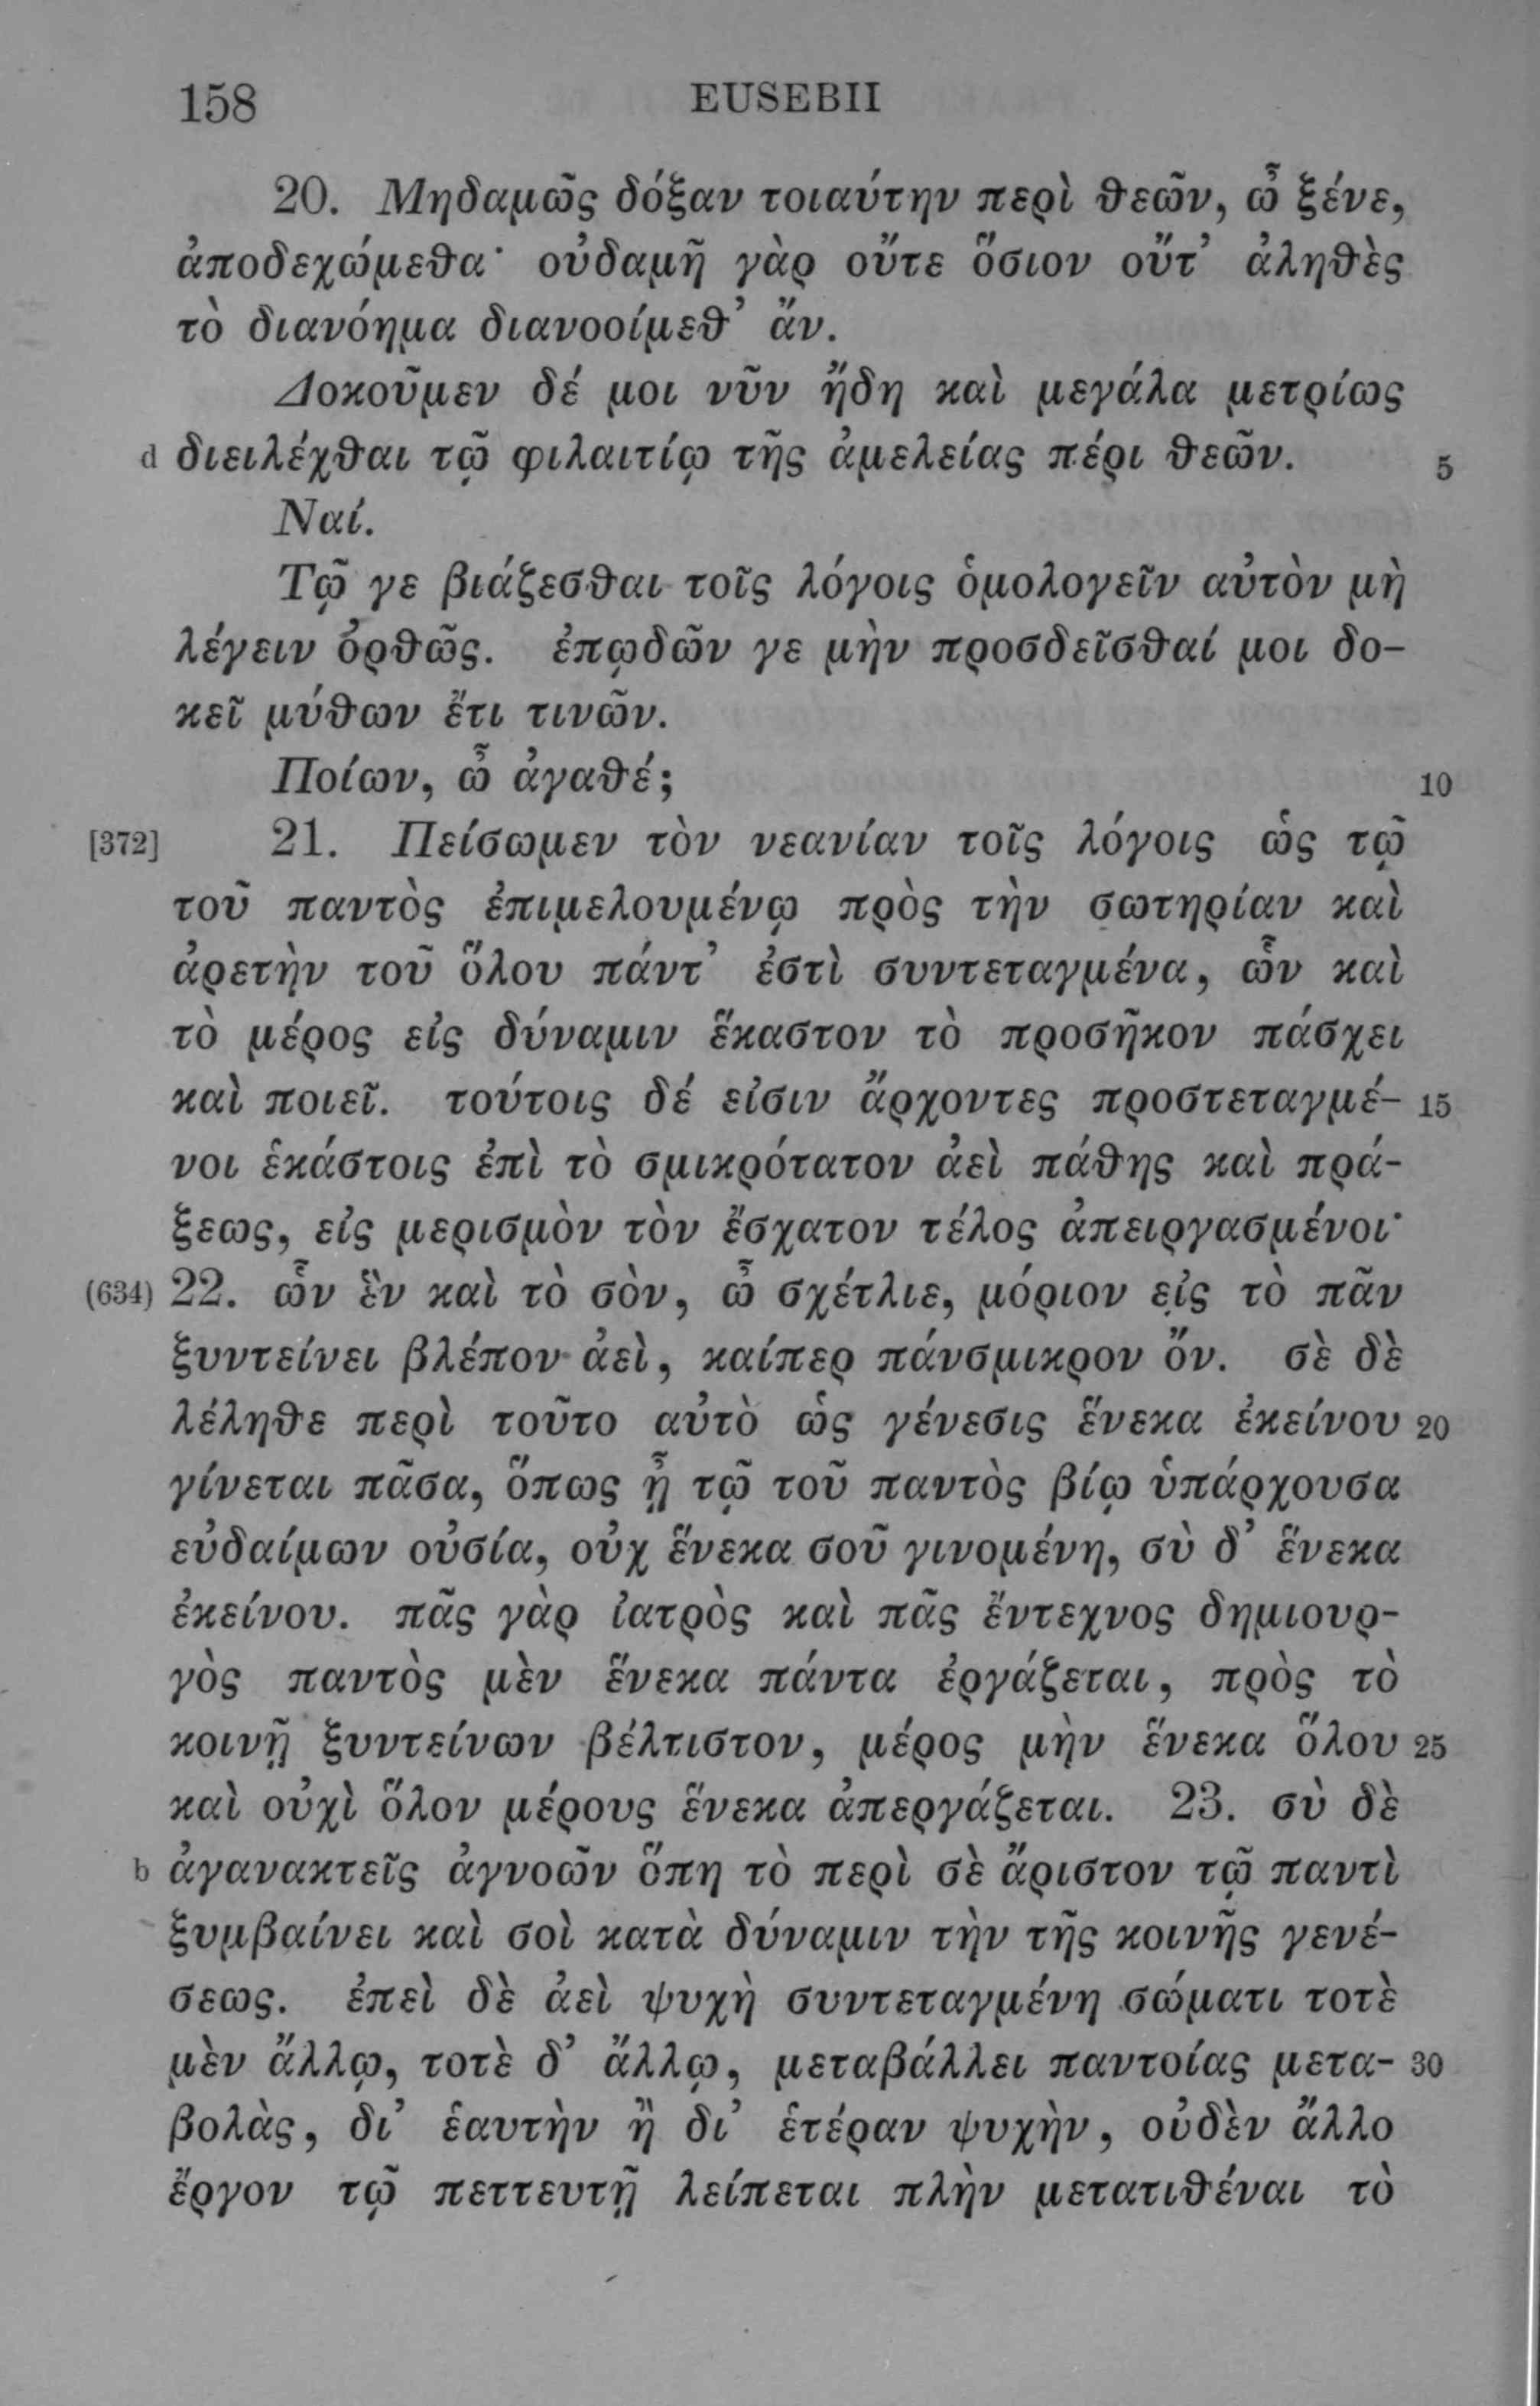 158 EUSEBII
20. Μηδαμῶς δόξαν τοιαύτην περὶ θεῶν, ὦ ξένε,
ἀποδεχώμεθα· οὐδαμῆ γὰρ οὔτε ὅσιον οὔτ’ ἀληθὲς
τὸ διανόημα διανοοίμεθ’ ἄν.
Δοκοῦμεν δέ μοι νῦν ἤδη καὶ μεγάλα μετρίως
d διειλέχθαι τῷ φιλαιτίῳ τῆς ἀμελείας πέρι θεῶν. 5
Ναί.
Τῷ γε βιάζεσθαι τοῖς λόγοις ὁμολογεῖν αὐτὸν μὴ
λέγειν ὀρθῶς. ἐπῳδῶν γε μὴν προσδεῖσθαί μοι δο-
κεῖ μύθων ἔτι τινῶν.
Ποίων, ὦ ἀγαθέ; 10
[372] 21. Πείσωμεν τὸν νεανίαν τοῖς λόγοις ὡς τῷ
τοῦ παντὸς ἐπιμελουμένῳ πρὸς τὴν σωτηρίαν καὶ
ἀρετὴν τοῦ ὅλου πάντ’ ἐστὶ συντεταγμένα, ὧν καὶ
τὸ μέρος εἰς δύναμιν ἕκαστον τὸ προσῆκον πάσχει
καὶ ποιεῖ. τούτοις δέ εἰσιν ἄρχοντες προστεταγμέ- 15
νοι ἑκάστοις ἐπὶ τὸ σμικρότατον ἀεὶ πάθης καὶ πρά-
ξεως, εἰς μερισμὸν τὸν ἔσχατον τέλος ἀπειργασμένοι·
(634) 22. ὧν ἓν καὶ τὸ σὸν, ὦ σχέτλιε, μόριον εἰς τὸ πᾶν
ξυντείνει βλέπον ἀεὶ, καίπερ πάνσμικρον ὄν. σὲ δὲ
λέληθε περὶ τοῦτο αὐτὸ ὡς γένεσις ἕνεκα ἐκείνου 20
γίνεται πᾶσα, ὅπως ᾖ τῷ τοῦ παντὸς βίῳ ὑπάρχουσα
εὐδαίμων οὐσία, οὐχ ἕνεκα σοῦ γινομένη, σὺ δ’ ἕνεκα
ἐκείνου. πᾶς γὰρ ἰατρὸς καὶ πᾶς ἔντεχνος δημιουρ-
γὸς παντὸς μὲν ἕνεκα πάντα ἐργάζεται, πρὸς τὸ
κοινῇ ξυντείνων βέλτιστον, μέρος μὴν ἕνεκα ὅλου 25
καὶ οὐχὶ ὅλον μέρους ἕνεκα ἀπεργάζεται. 23. σὺ δὲ
b ἀγανακτεῖς ἀγνοῶν ὅπη τὸ περὶ σὲ ἄριστον τῷ παντὶ
ξυμβαίνει καὶ σοὶ κατὰ δύναμιν τὴν τῆς κοινῆς γενέ-
σεως. ἐπεὶ δὲ ἀεὶ ψυχὴ συντεταγμένη σώματι τοτὲ
μὲν ἄλλῳ, τοτὲ δ’ ἄλλῳ, μεταβάλλει παντοίας μετα- 30
βολὰς, δι’ ἑαυτὴν ἢ δι’ ἑτέραν ψυχὴν, οὐδὲν ἄλλο
ἔργον τῷ πεττευτῇ λείπεται πλὴν μετατιθέναι τὸ